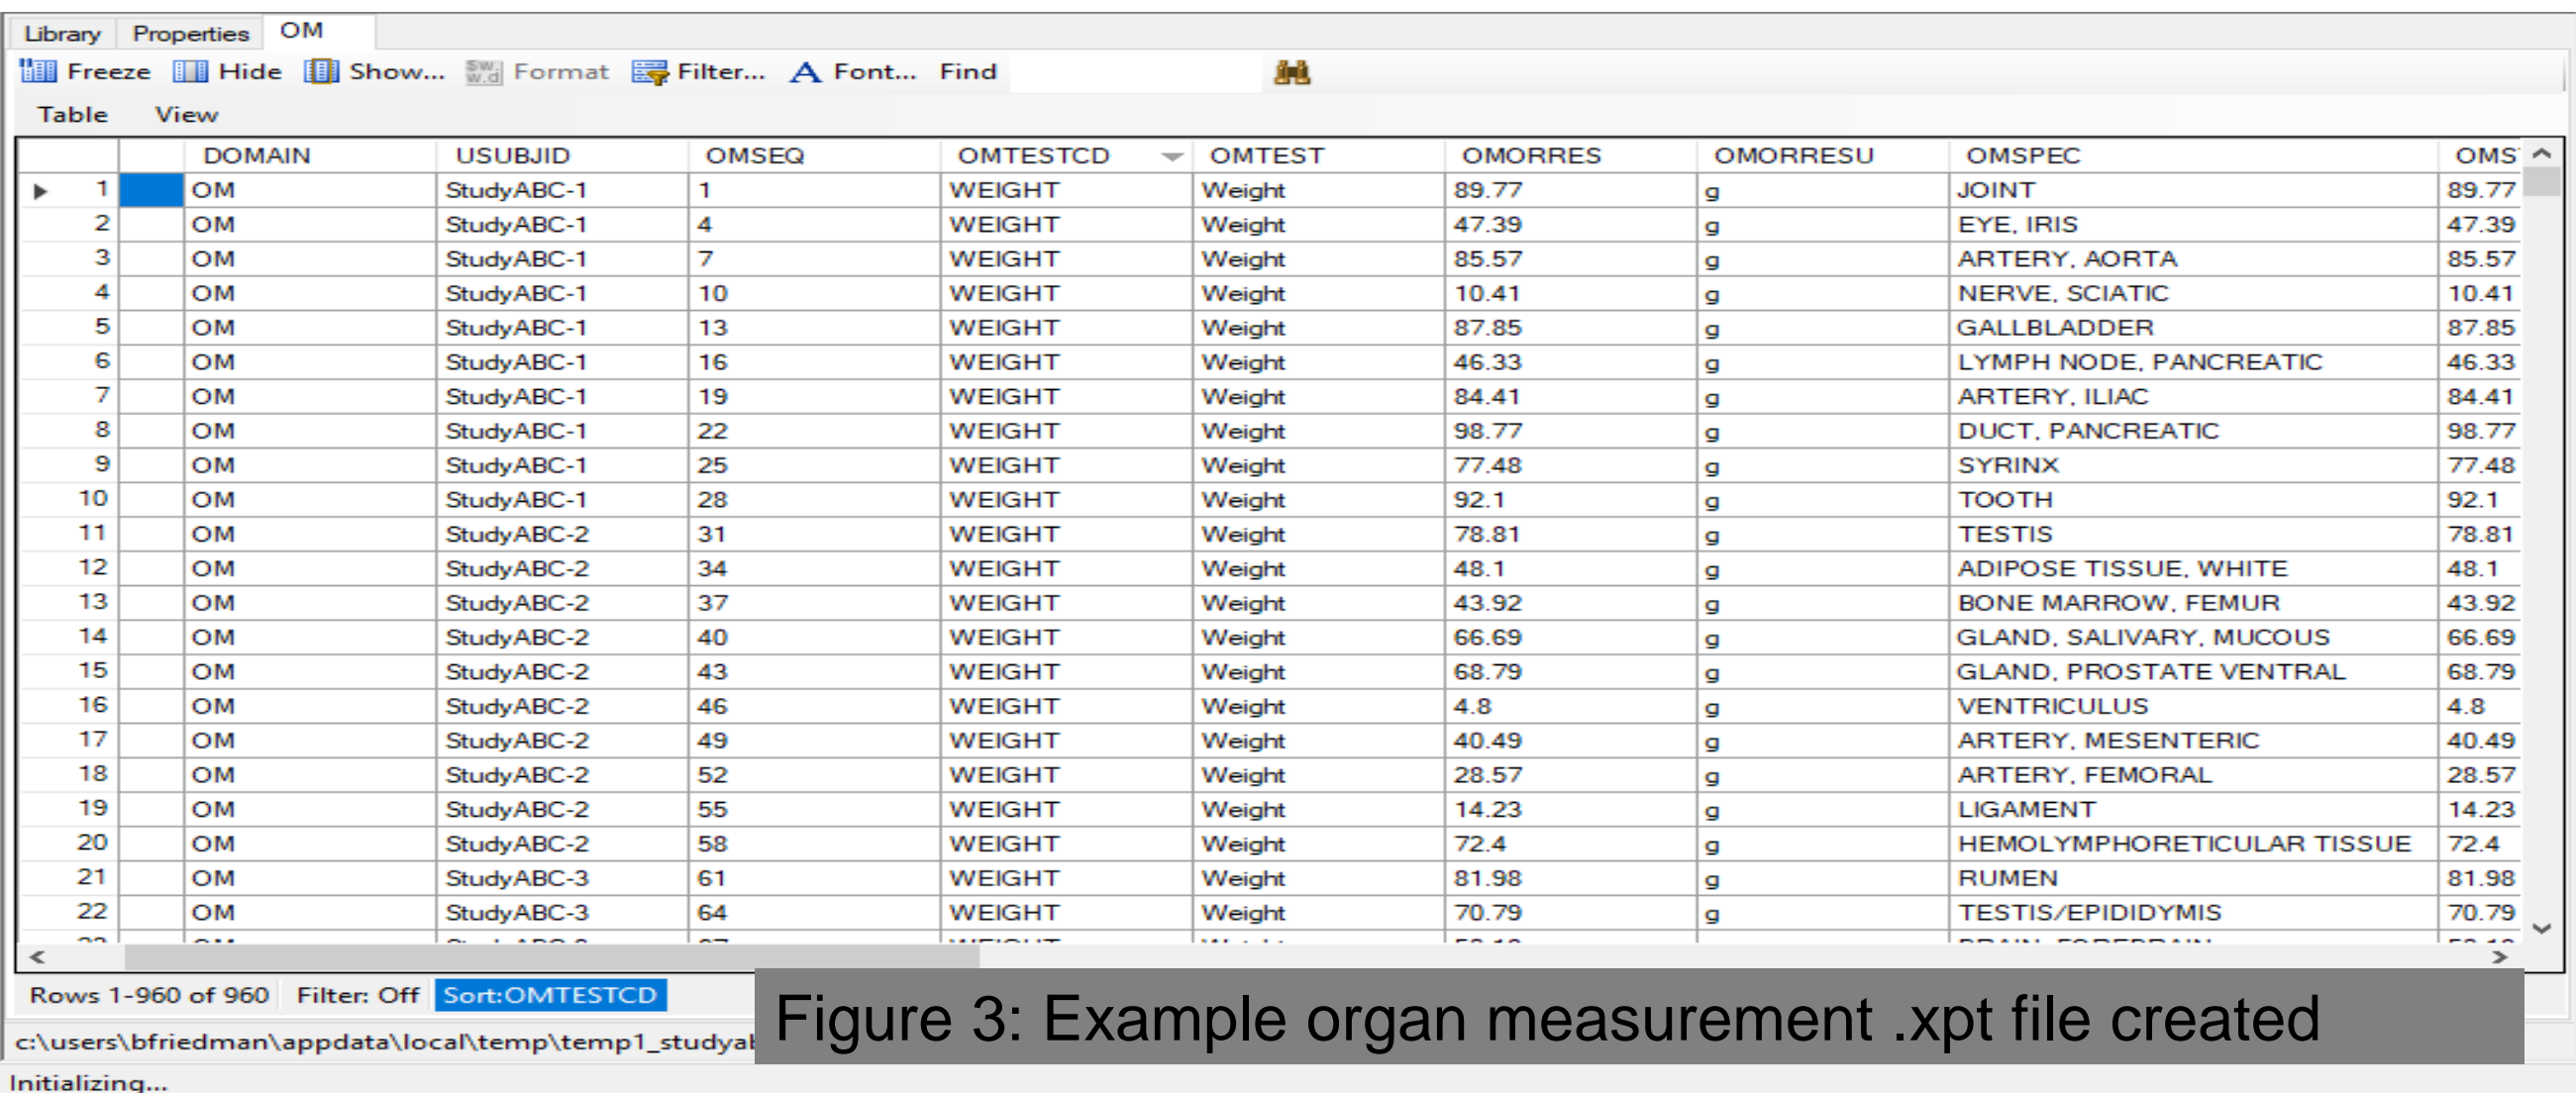 Library Properties OM
Freeze Hide Show... Format Filter... A Font... Find
Table View
DOMAIN USUBJID OMSEQ OMTESTCD OMTEST OMORRES OMORRESU OMSPEC OMS
1 OM StudyABC-1 1 WEIGHT Weight 89.77 g JOINT 89.77
2 OM StudyABC-1 4 WEIGHT Weight 47.39 g EYE, IRIS 47.39
3 OM StudyABC-1 7 WEIGHT Weight 85.57 g ARTERY, AORTA 85.57
4 OM StudyABC-1 10 WEIGHT Weight 10.41 g NERVE, SCIATIC 10.41
5 OM StudyABC-1 13 WEIGHT Weight 87.85 g GALLBLADDER 87.85
6 OM StudyABC-1 16 WEIGHT Weight 46.33 g LYMPH NODE, PANCREATIC 46.33
7 OM StudyABC-1 19 WEIGHT Weight 84.41 g ARTERY, ILIAC 84.41
8 OM StudyABC-1 22 WEIGHT Weight 98.77 g DUCT, PANCREATIC 98.77
9 OM StudyABC-1 25 WEIGHT Weight 77.48 g SYRINX 77.48
10 OM StudyABC-1 28 WEIGHT Weight 92.1 g TOOTH 92.1
11 OM StudyABC-2 31 WEIGHT Weight 78.81 g TESTIS 78.81
12 OM StudyABC-2 34 WEIGHT Weight 48.1 g ADIPOSE TISSUE, WHITE 48.1
13 OM StudyABC-2 37 WEIGHT Weight 43.92 g BONE MARROW, FEMUR 43.92
14 OM StudyABC-2 40 WEIGHT Weight 66.69 g GLAND, SALIVARY, MUCOUS 66.69
15 OM StudyABC-2 43 WEIGHT Weight 68.79 g GLAND, PROSTATE VENTRAL 68.79
16 OM StudyABC-2 46 WEIGHT Weight 4.8 g VENTRICULUS 4.8
17 OM StudyABC-2 49 WEIGHT Weight 40.49 g ARTERY, MESENTERIC 40.49
18 OM StudyABC-2 52 WEIGHT Weight 28.57 g ARTERY, FEMORAL 28.57
19 OM StudyABC-2 55 WEIGHT Weight 14.23 g LIGAMENT 14.23
20 OM StudyABC-2 58 WEIGHT Weight 72.4 g HEMOLYMPHORETICULAR TISSUE 72.4
21 OM StudyABC-3 61 WEIGHT Weight 81.98 g RUMEN 81.98
22 OM StudyABC-3 64 WEIGHT Weight 70.79 g TESTIS/EPIDIDYMIS 70.79
Rows 1-960 of 960 Filter: Off Sort:OMTESTCD
Figure 3: Example organ measurement .xpt file created
c:\users\bfriedman\appdata\local\temp\temp1_studyab
Initializing...